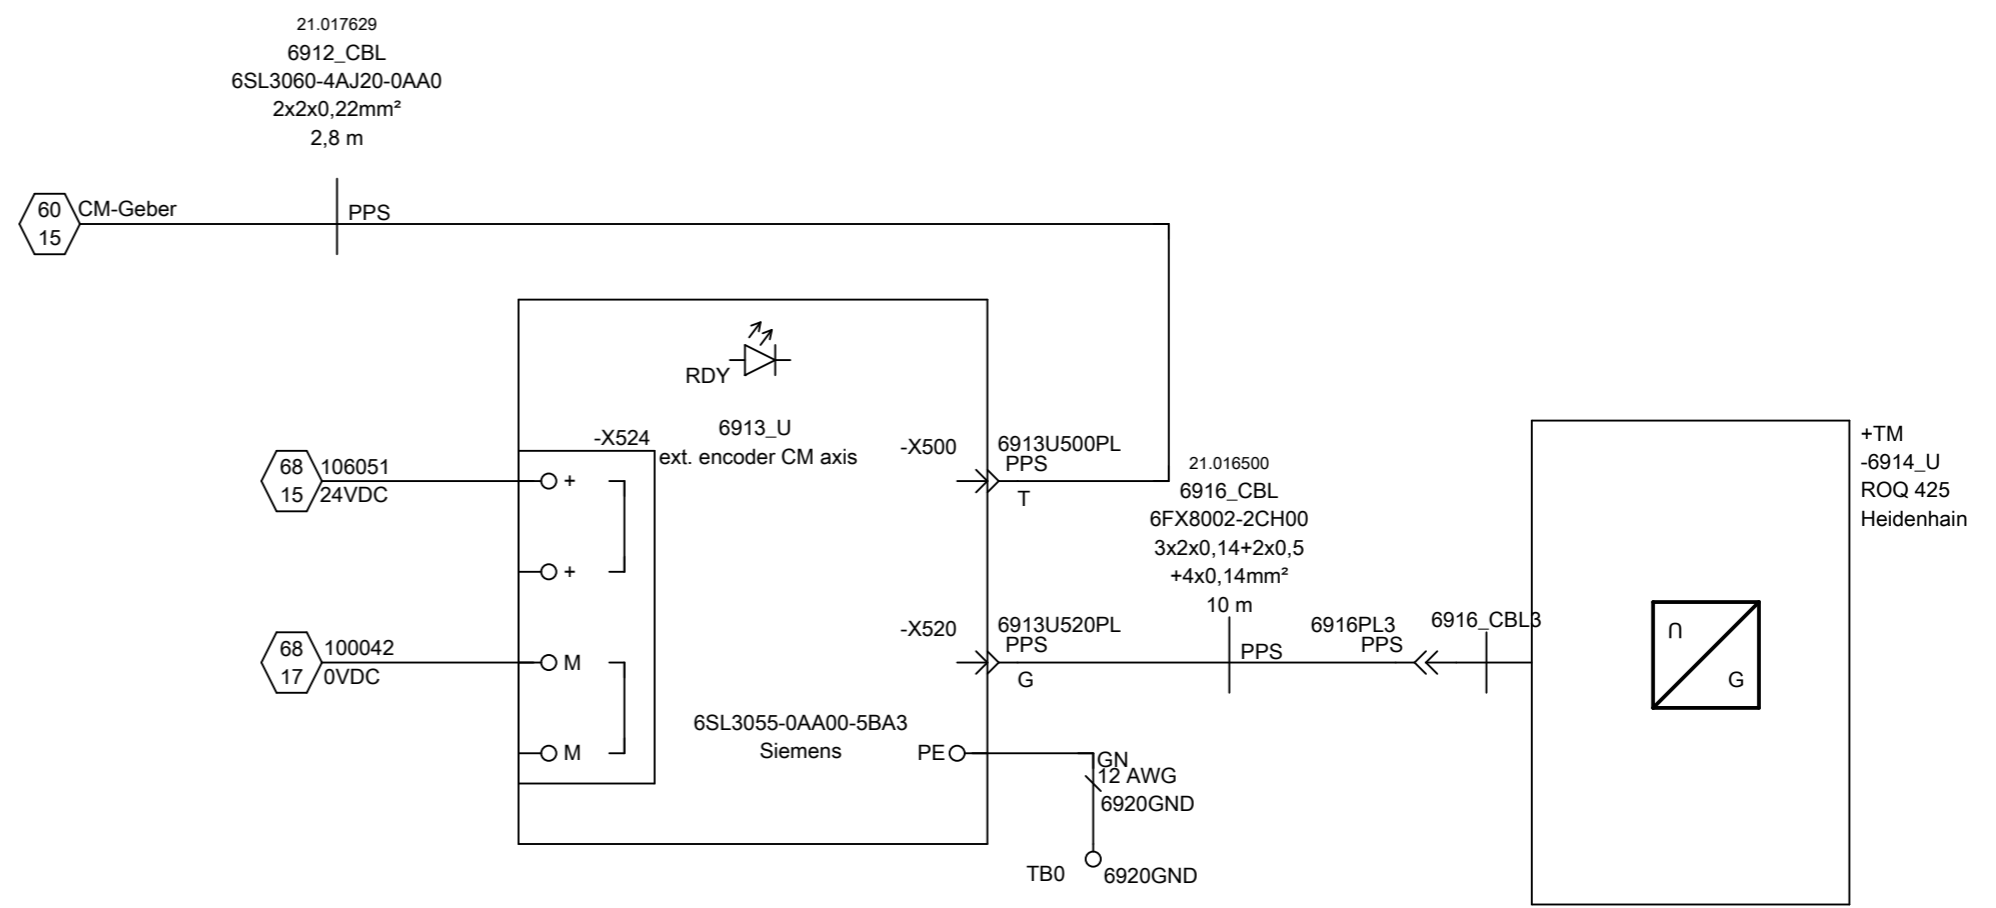 21.017629
6912_CBL
6SL3060-4AJ20-0AA0
2x2x0,22mm²
2,8 m
60
15
CM-Geber
PPS
RDY
6913_U
ext. encoder CM axis
-X524
-X500
6913U500PL
PPS
T
68
15
106051
24VDC
+
+
21.016500
6916_CBL
6FX8002-2CH00
3x2x0,14+2x0,5
+4x0,14mm²
10 m
+TM
-6914_U
ROQ 425
Heidenhain
68
17
100042
0VDC
M
M
-X520
6913U520PL
PPS
G
PPS
6916PL3
PPS
6916_CBL3
U
G
6SL3055-0AA00-5BA3
Siemens
PE
GN
12 AWG
6920GND
TB0
6920GND